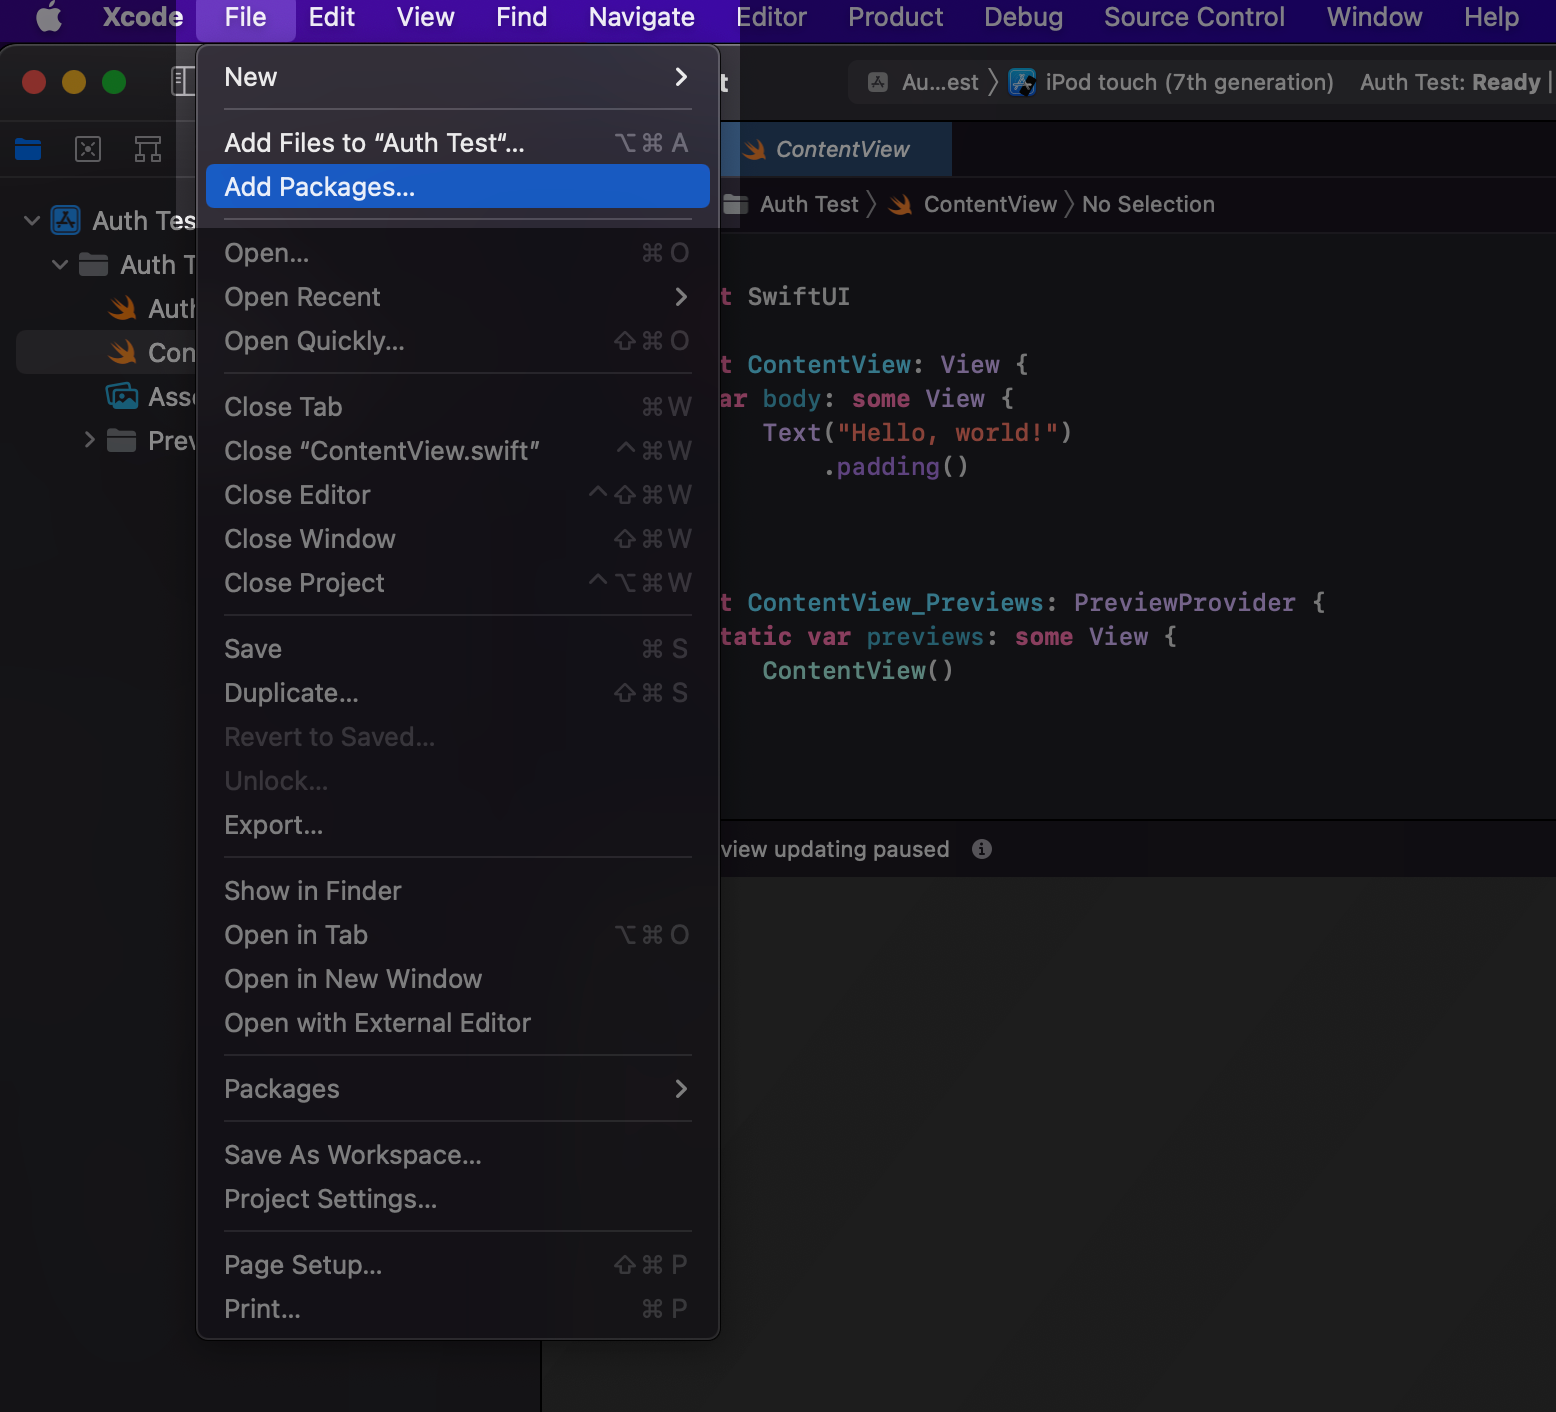 Xcode File Edit View Find Navigate Editor Product Debug Source Control Window Help
New
Au...est iPod touch (7th generation) Auth Test: Ready
Add Files to “Auth Test“... ⌥⌘ A
ContentView
Add Packages...
Auth Test ContentView No Selection
Auth Tes
Open... ⌘ O
Auth T
Open Recent
SwiftUI
Auth
Open Quickly... ⇧⌘ O
Con
t ContentView: View {
ar body: some View {
Asse
Close Tab ⌘W
Text("Hello, world!")
Prev
Close “ContentView.swift” ^⌘W
.padding()
Close Editor ^⇧⌘W
Close Window ⇧⌘W
Close Project ^⌥⌘W
t ContentView_Previews: PreviewProvider {
tatic var previews: some View {
Save ⌘ S
ContentView()
Duplicate... ⇧⌘ S
Revert to Saved...
Unlock...
Export...
view updating paused
Show in Finder
Open in Tab ⌥⌘ O
Open in New Window
Open with External Editor
Packages
Save As Workspace...
Project Settings...
Page Setup... ⇧⌘ P
Print... ⌘ P